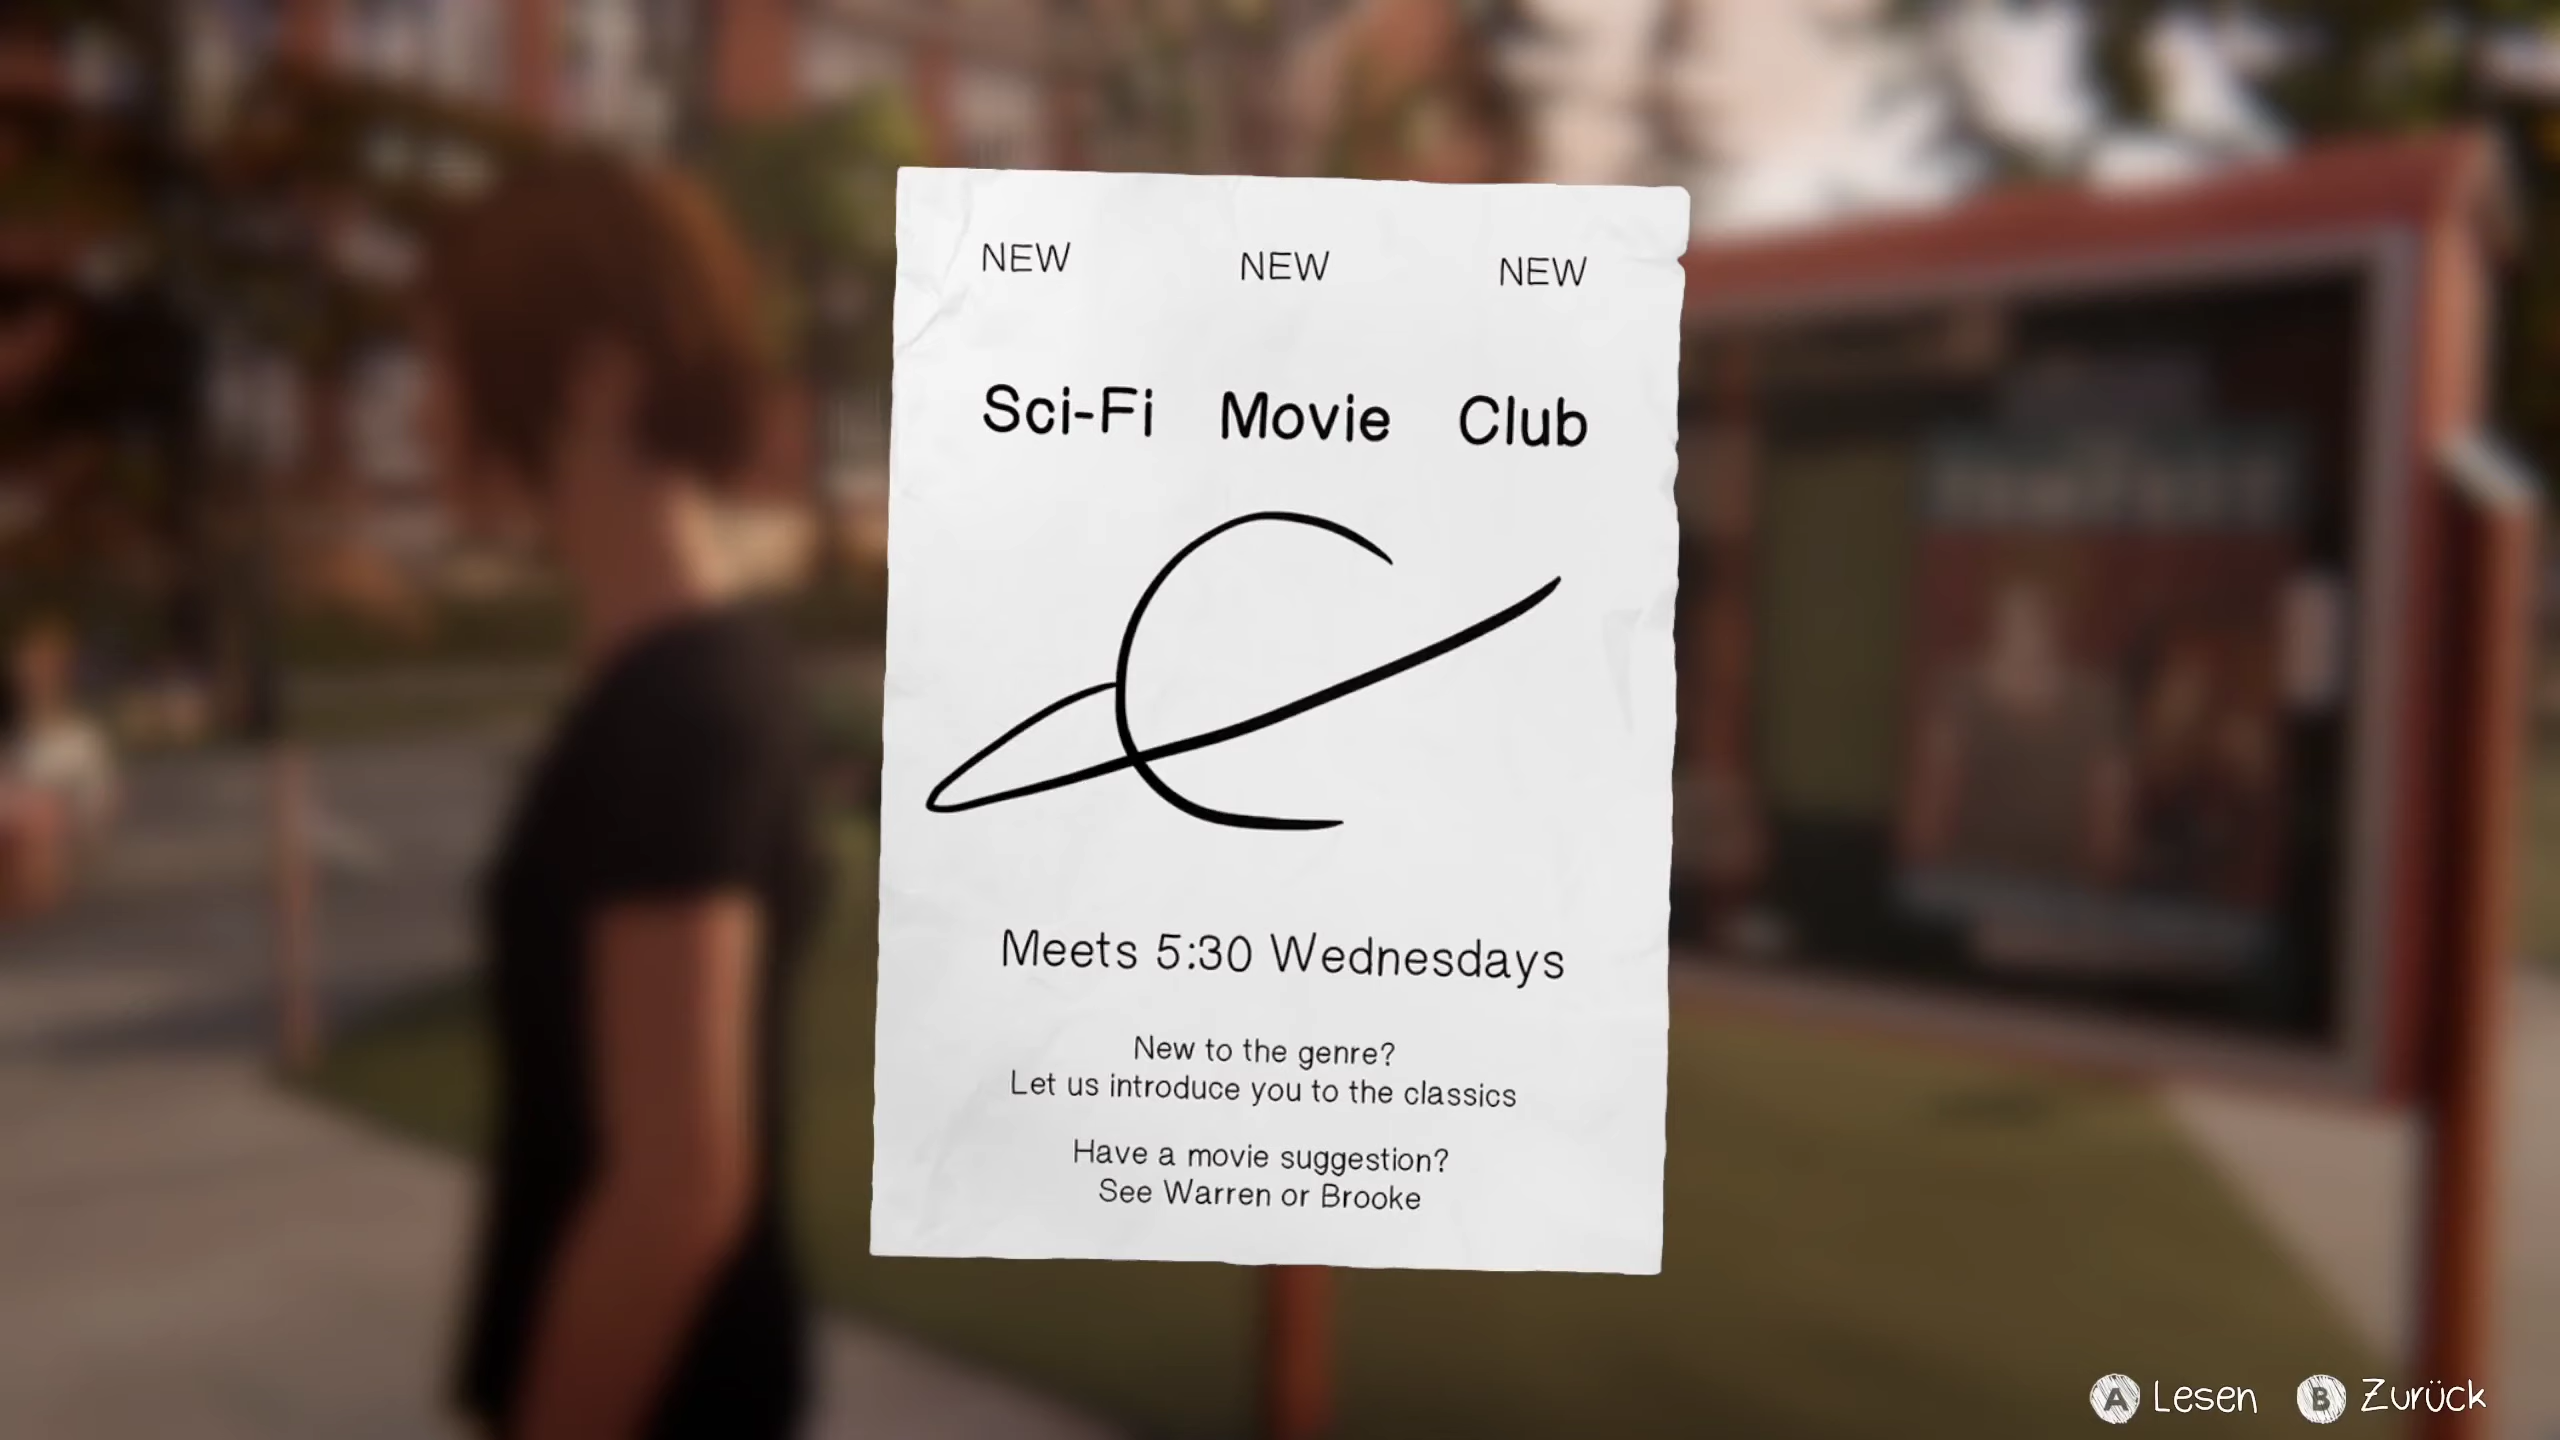 NEW NEW NEW
Sci-Fi Movie Club
Meets 5:30 Wednesdays
New to the genre?
Let us introduce you to the classics
Have a movie suggestion?
See Warren or Brooke
A Lesen B Zurück